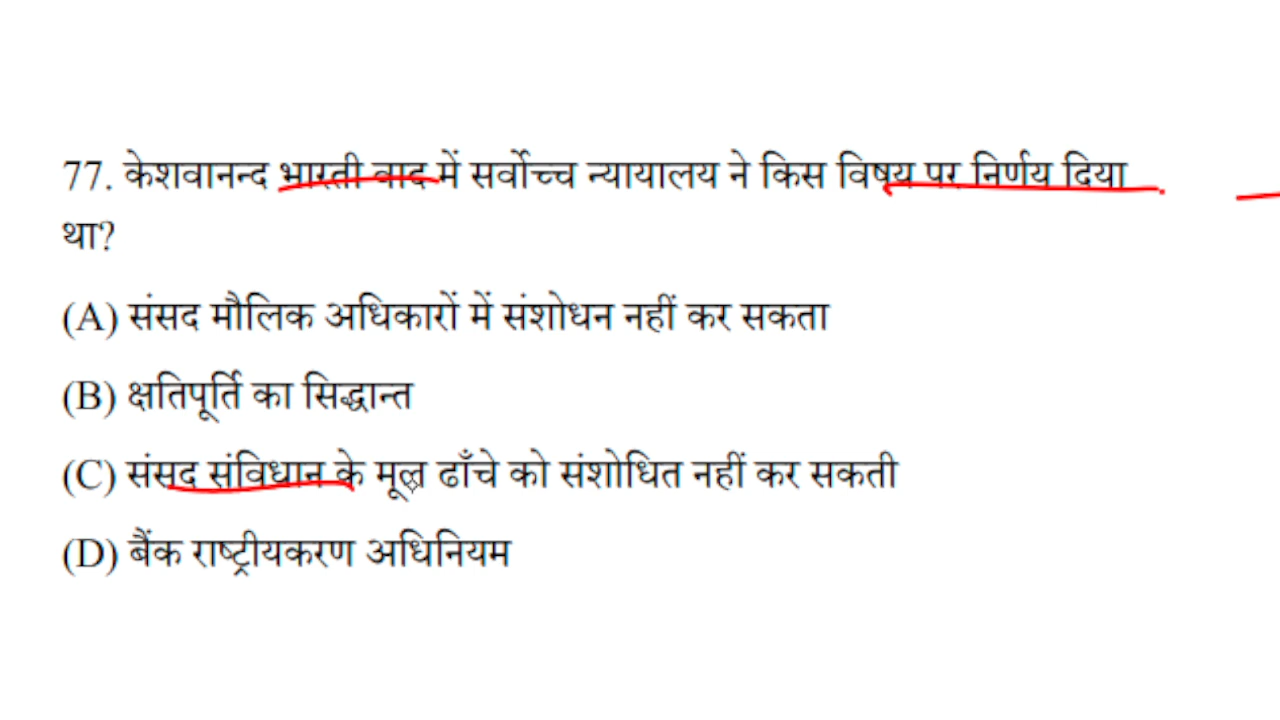 77. केशवानन्द भारती वाद में सर्वोच्च न्यायालय ने किस विषय पर निर्णय दिया
था?
(A) संसद मौलिक अधिकारों में संशोधन नहीं कर सकता
(B) क्षतिपूर्ति का सिद्धान्त
(C) संसद संविधान के मूल ढाँचे को संशोधित नहीं कर सकती
(D) बैंक राष्ट्रीयकरण अधिनियम